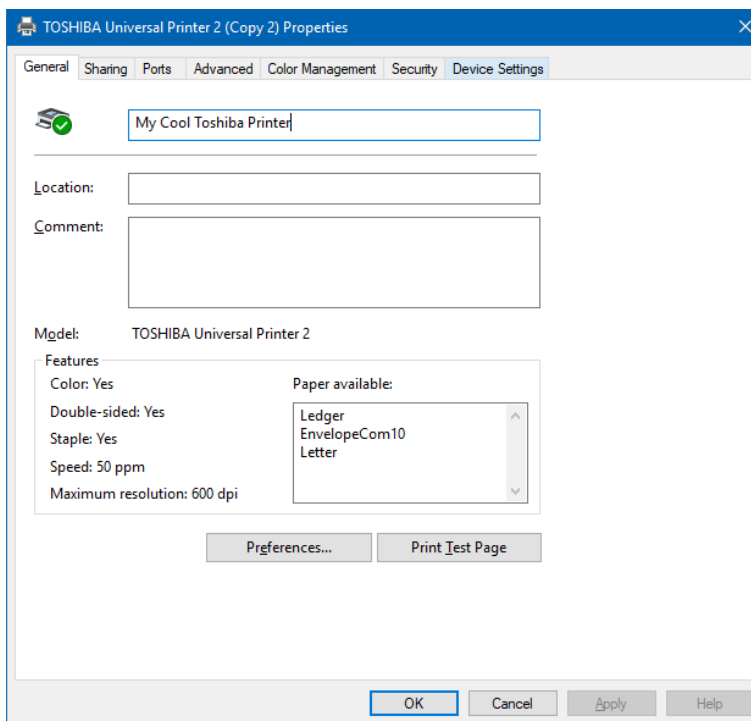 TOSHIBA Universal Printer 2 (Copy 2) Properties
General Sharing Ports Advanced Color Management Security Device Settings
My Cool Toshiba Printer
Location:
Comment:
Model: TOSHIBA Universal Printer 2
Features
Color: Yes
Double-sided: Yes
Staple: Yes
Speed: 50 ppm
Maximum resolution: 600 dpi
Paper available:
Ledger
EnvelopeCom10
Letter
Preferences... Print Test Page
OK Cancel Apply Help